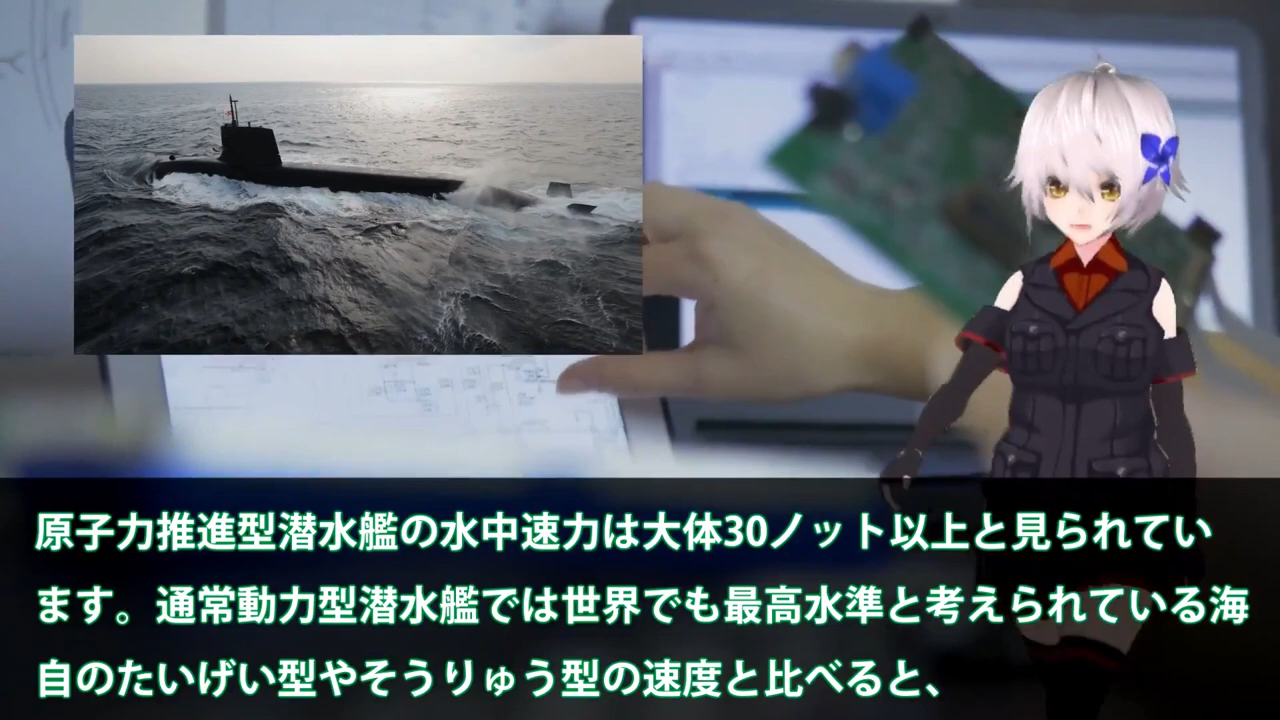 原子力推進型潜水艦の水中速力は大体30ノット以上と見られてい
ます。通常動力型潜水艦では世界でも最高水準と考えられている海
自のたいげい型やそうりゅう型の速度と比べると、